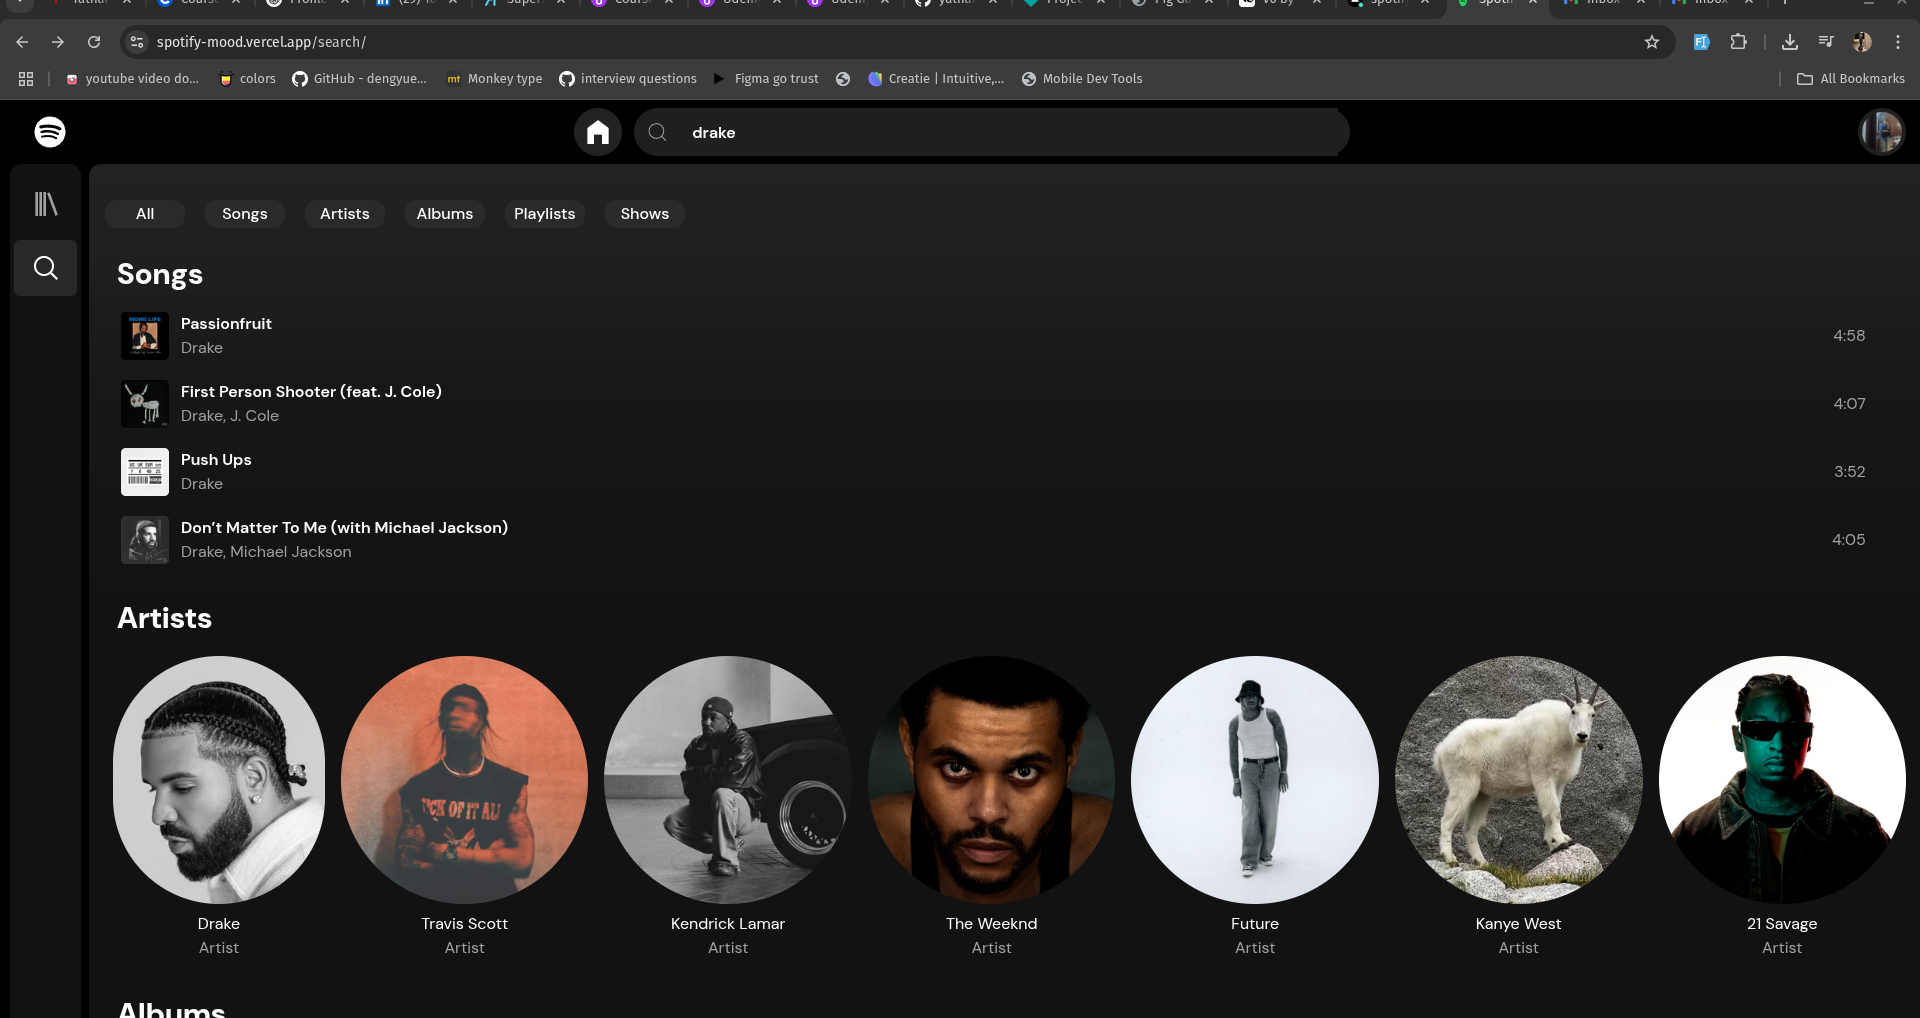 spotify-mood.vercel.app/search/
youtube video do...
colors
GitHub - dengyue...
mt Monkey type
interview questions
Figma go trust
Creatie | Intuitive,...
Mobile Dev Tools
All Bookmarks
drake
All Songs Artists Albums Playlists Shows
Songs
MORE LIFE
Passionfruit
Drake
4:58
First Person Shooter (feat. J. Cole)
Drake, J. Cole
4:07
Push Ups
Drake
3:52
Don’t Matter To Me (with Michael Jackson)
Drake, Michael Jackson
4:05
Artists
Drake
Artist
Travis Scott
Artist
Kendrick Lamar
Artist
The Weeknd
Artist
Future
Artist
Kanye West
Artist
21 Savage
Artist
Albums